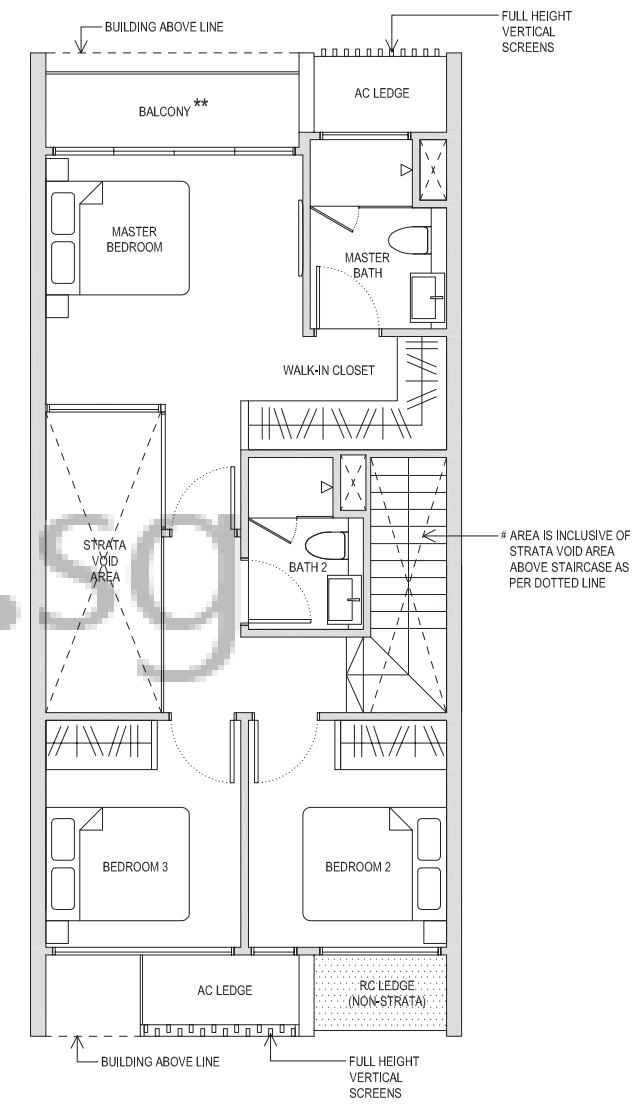 BUILDING ABOVE LINE
FULL HEIGHT
VERTICAL
SCREENS
AC LEDGE
BALCONY **
MASTER
BEDROOM
MASTER
BATH
WALK-IN CLOSET
STRATA
VOID
AREA
# AREA IS INCLUSIVE OF
STRATA VOID AREA
ABOVE STAIRCASE AS
PER DOTTED LINE
BATH 2
.sg
BEDROOM 3
BEDROOM 2
AC LEDGE
RC LEDGE
(NON-STRATA)
BUILDING ABOVE LINE
FULL HEIGHT
VERTICAL
SCREENS